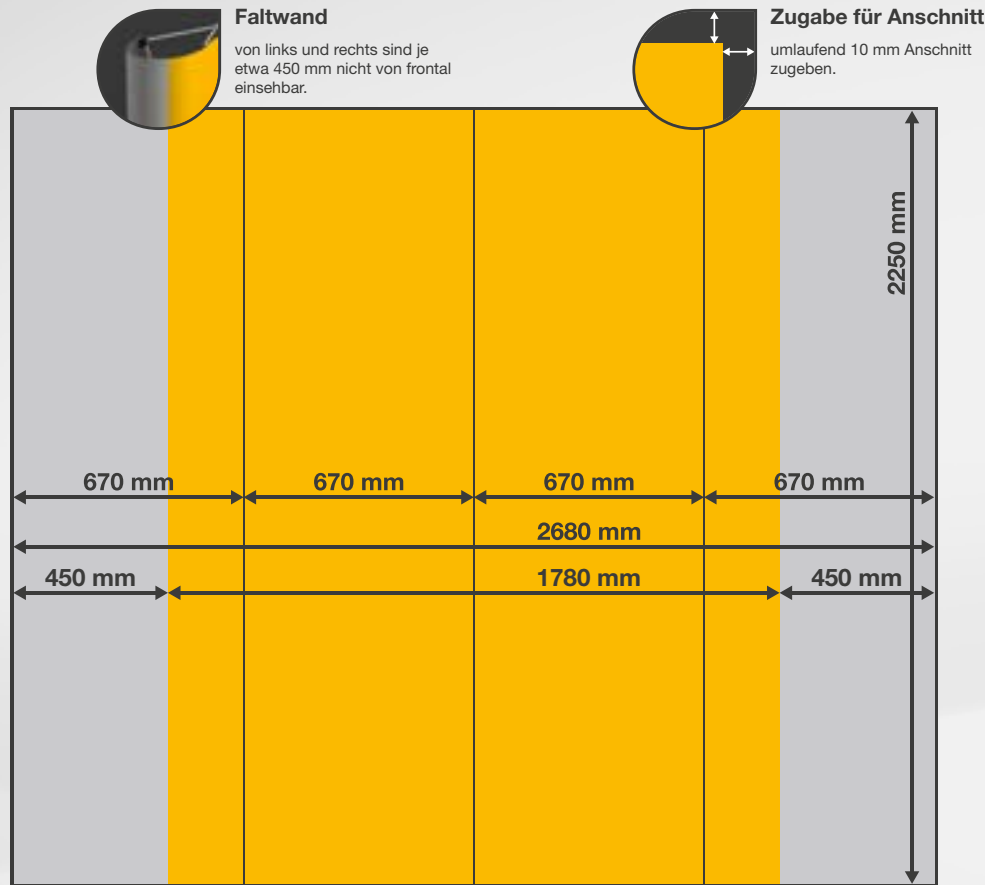 Faltwand
von links und rechts sind je
etwa 450 mm nicht von frontal
einsehbar.
Zugabe für Anschnitt
umlaufend 10 mm Anschnitt
zugeben.
2250 mm
670 mm 670 mm 670 mm 670 mm
2680 mm
450 mm 1780 mm 450 mm